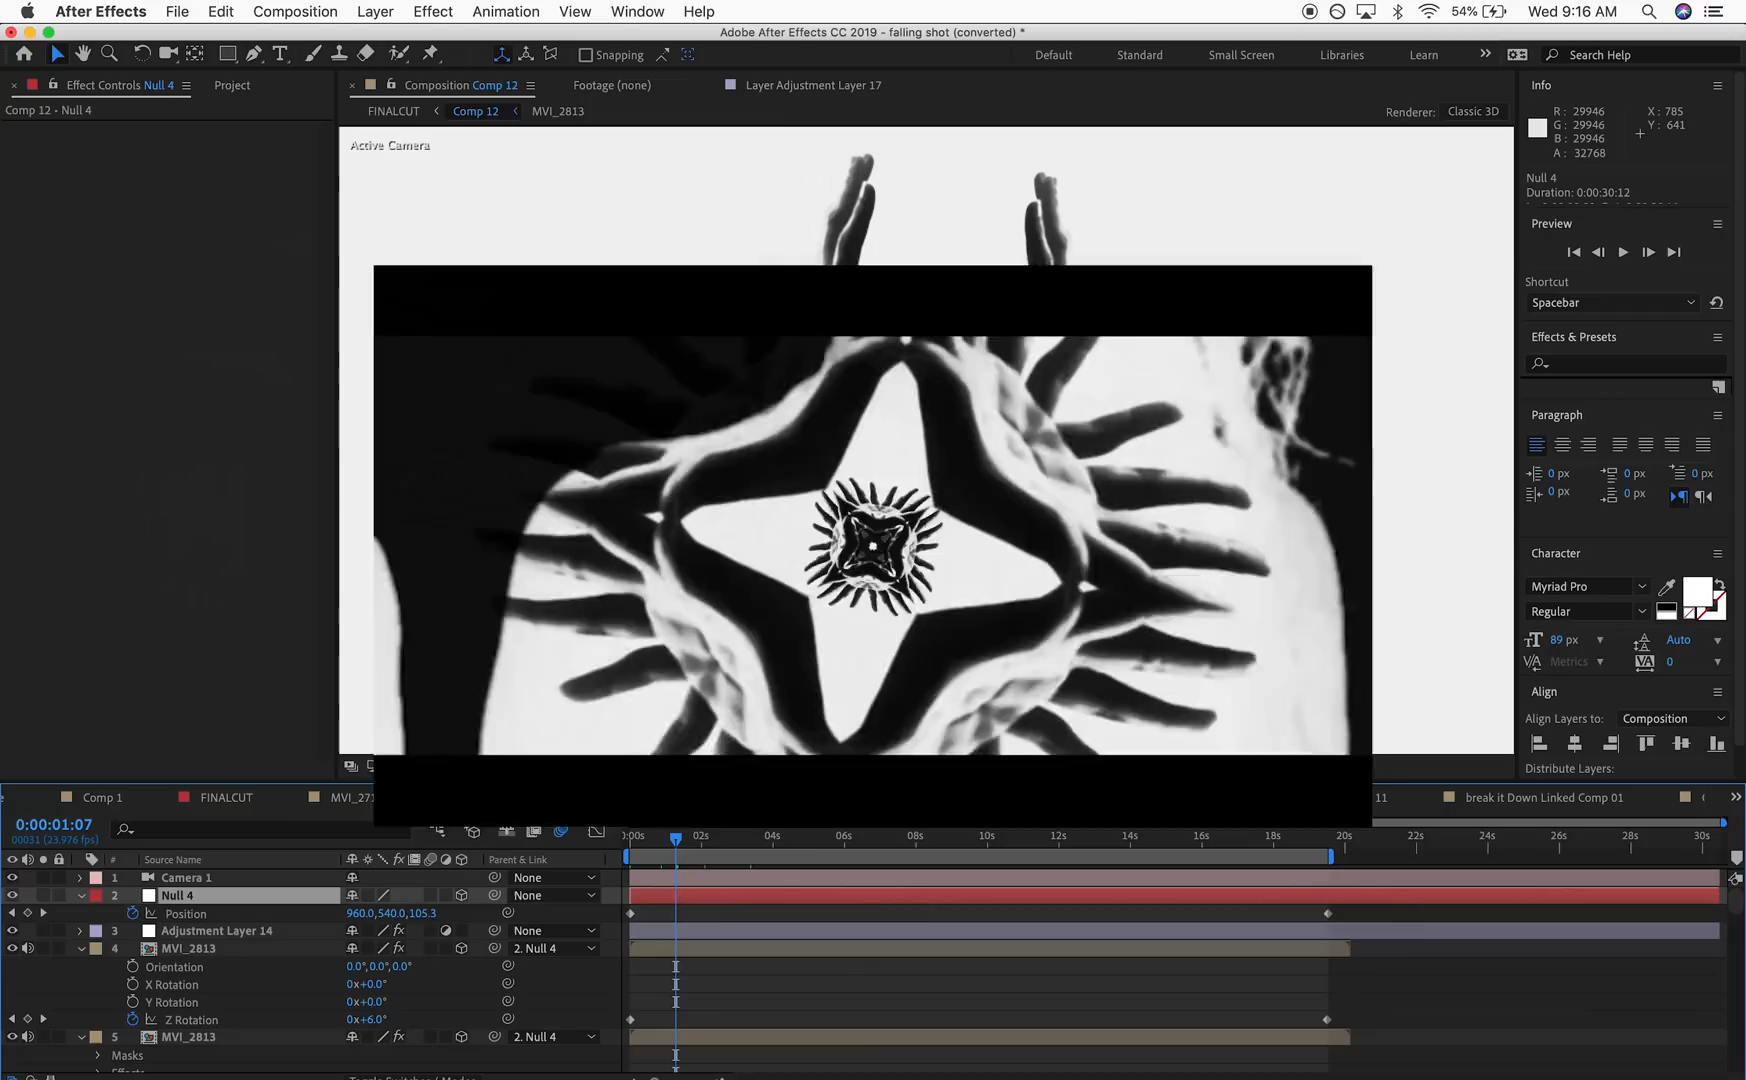 After Effects File Edit Composition Layer Effect Animation View Window Help 54% Wed 9:16 AM
Adobe After Effects CC 2019 - falling shot (converted) *
Snapping Default Standard Small Screen Libraries Learn Search Help
Effect Controls Null 4 Project Composition Comp 12 Footage (none) Layer Adjustment Layer 17 Info
Comp 12 • Null 4 FINALCUT Comp 12 MVI_2813 Renderer: Classic 3D
Active Camera
R: 29946 X: 785
G: 29946 Y: 641
B: 29946
A: 32768
Null 4
Duration: 0:00:30:12
Preview
Shortcut
Spacebar
Effects & Presets
Paragraph
0 px 0 px 0 px
0 px 0 px
Character
Myriad Pro
Regular
89 px Auto
Metrics 0
Align
Align Layers to: Composition
Distribute Layers:
Comp 1 FINALCUT MVI_271 11 break it Down Linked Comp 01
0:00:01:07
00031 (23.976 fps)
:00s 02s 04s 06s 08s 10s 12s 14s 16s 18s 20s 22s 24s 26s 28s 30s
# Source Name Parent & Link
1 Camera 1 None
2 Null 4 None
Position 960.0,540.0,105.3
3 Adjustment Layer 14 None
4 MVI_2813 2. Null 4
Orientation 0.0°,0.0°,0.0°
X Rotation 0x+0.0°
Y Rotation 0x+0.0°
Z Rotation 0x+6.0°
5 MVI_2813 2. Null 4
Masks